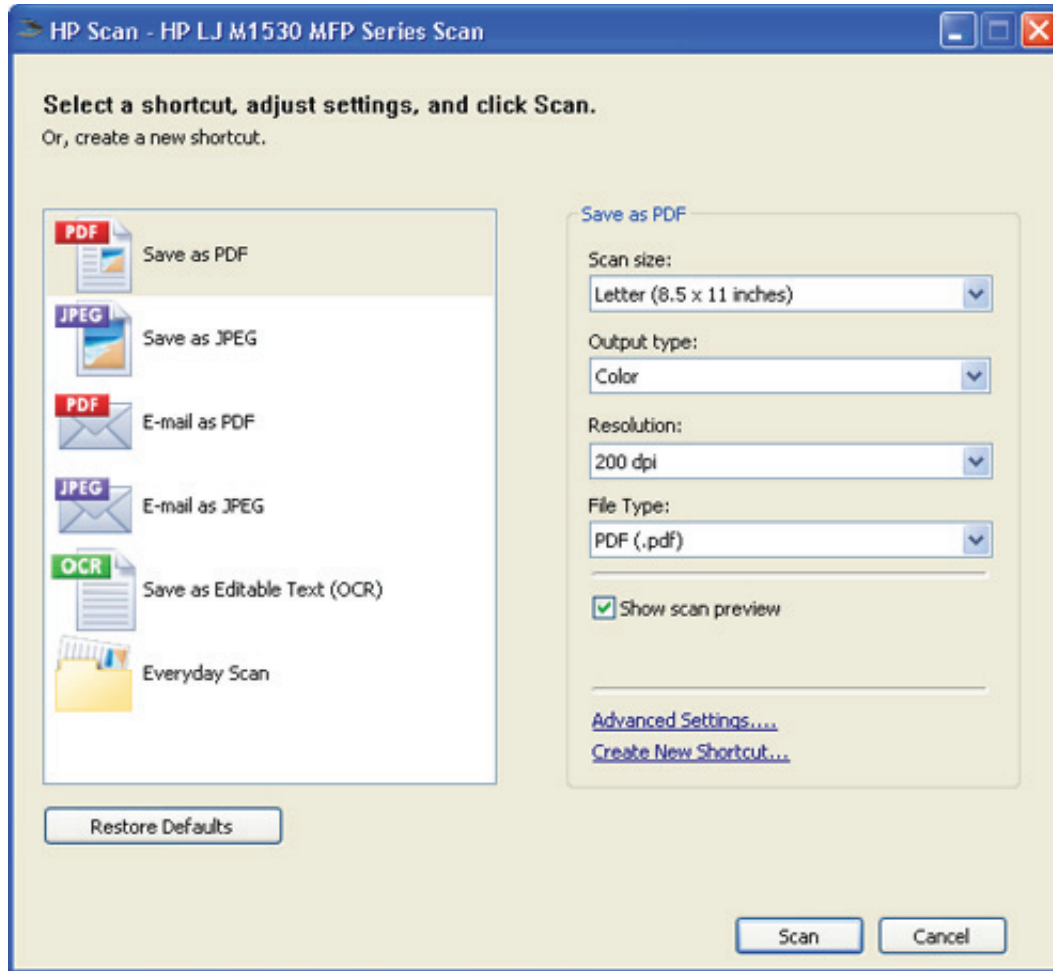 HP Scan - HP LJ M1530 MFP Series Scan
Select a shortcut, adjust settings, and click Scan.
Or, create a new shortcut.
PDF
Save as PDF
JPEG
Save as JPEG
PDF
E-mail as PDF
JPEG
E-mail as JPEG
OCR
Save as Editable Text (OCR)
Everyday Scan
Restore Defaults
Save as PDF
Scan size:
Letter (8.5 x 11 inches)
Output type:
Color
Resolution:
200 dpi
File Type:
PDF (.pdf)
Show scan preview
Advanced Settings....
Create New Shortcut...
Scan
Cancel